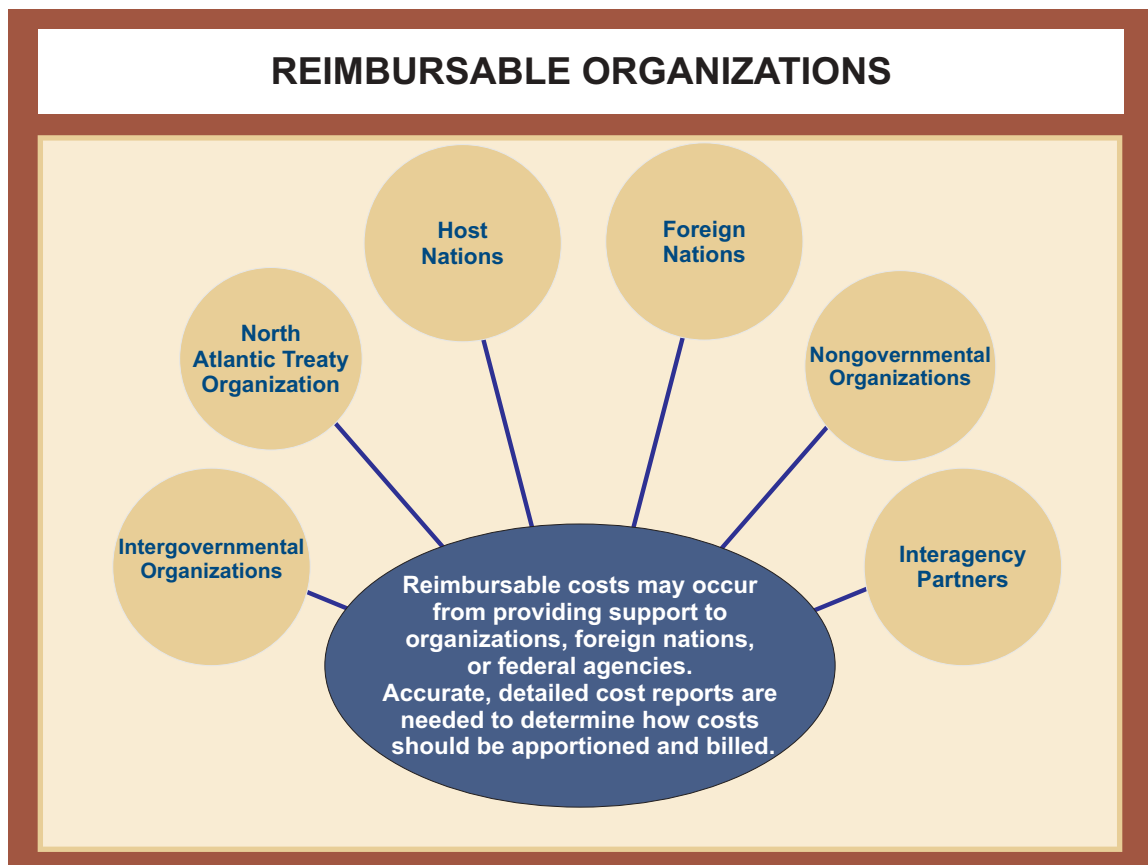 REIMBURSABLE ORGANIZATIONS
Host
Nations
Foreign
Nations
North
Atlantic Treaty
Organization
Nongovernmental
Organizations
Intergovernmental
Organizations
Interagency
Partners
Reimbursable costs may occur
from providing support to
organizations, foreign nations,
or federal agencies.
Accurate, detailed cost reports are
needed to determine how costs
should be apportioned and billed.